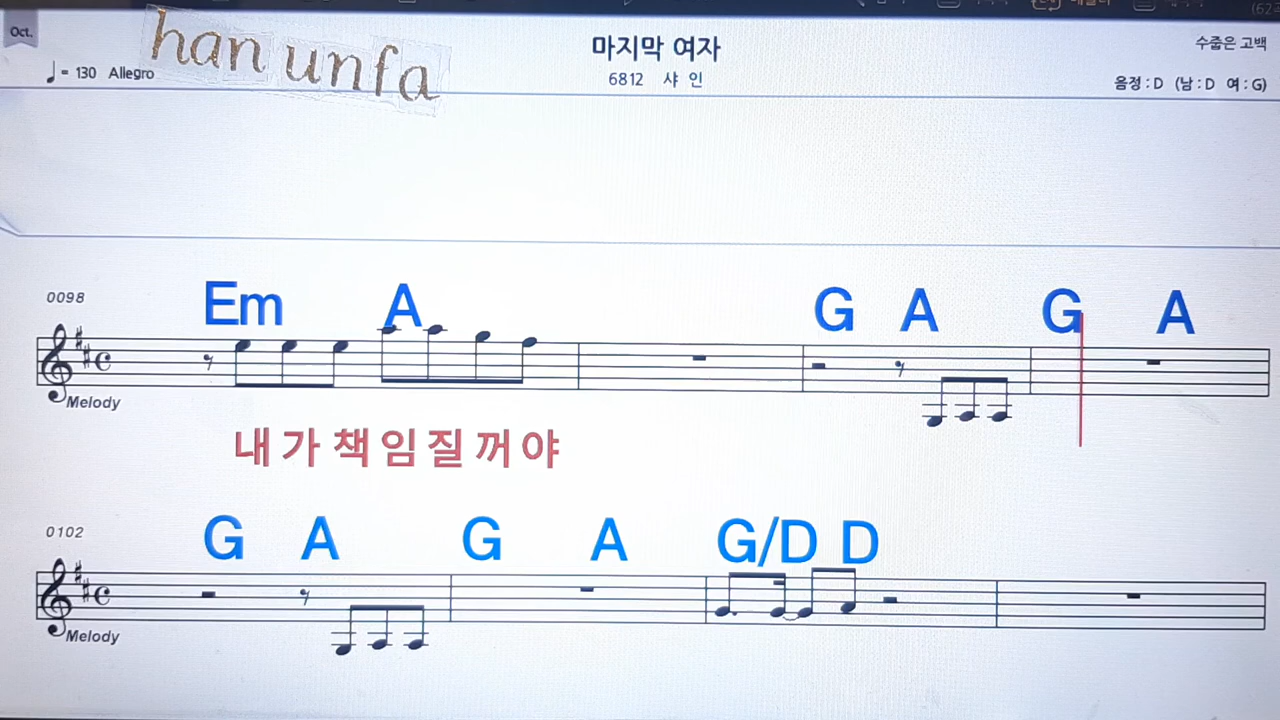 Oct.
han unfa
마지막 여자
수줍은 고백
♩= 130 Allegro
6812 샤 인
음정 : D (남 : D 여 : G)
0098
Em A G A G A
Melody
내 가 책 임 질 꺼 야
0102
G A G A G/D D
Melody